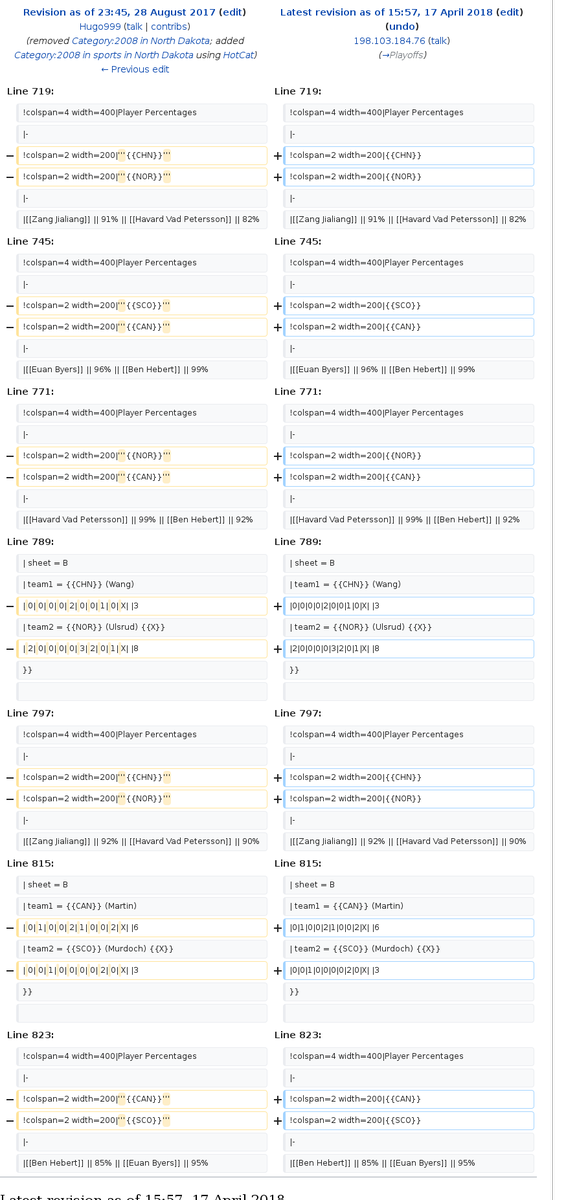 Revision as of 23:45, 28 August 2017 (edit)
Hugo999 (talk | contribs)
(removed Category:2008 in North Dakota; added
Category:2008 in sports in North Dakota using HotCat)
← Previous edit
Latest revision as of 15:57, 17 April 2018 (edit)
(undo)
198.103.184.76 (talk)
(→Playoffs)
Line 719: Line 719:
!colspan=4 width=400|Player Percentages !colspan=4 width=400|Player Percentages
|- |-
− !colspan=2 width=200|'''{{CHN}}''' + !colspan=2 width=200|{{CHN}}
− !colspan=2 width=200|'''{{NOR}}''' + !colspan=2 width=200|{{NOR}}
|- |-
|[[Zang Jialiang]] || 91% || [[Havard Vad Petersson]] || 82% |[[Zang Jialiang]] || 91% || [[Havard Vad Petersson]] || 82%
Line 745: Line 745:
!colspan=4 width=400|Player Percentages !colspan=4 width=400|Player Percentages
|- |-
− !colspan=2 width=200|'''{{SCO}}''' + !colspan=2 width=200|{{SCO}}
− !colspan=2 width=200|'''{{CAN}}''' + !colspan=2 width=200|{{CAN}}
|- |-
|[[Euan Byers]] || 96% || [[Ben Hebert]] || 99% |[[Euan Byers]] || 96% || [[Ben Hebert]] || 99%
Line 771: Line 771:
!colspan=4 width=400|Player Percentages !colspan=4 width=400|Player Percentages
|- |-
− !colspan=2 width=200|'''{{NOR}}''' + !colspan=2 width=200|{{NOR}}
− !colspan=2 width=200|'''{{CAN}}''' + !colspan=2 width=200|{{CAN}}
|- |-
|[[Havard Vad Petersson]] || 99% || [[Ben Hebert]] || 92% |[[Havard Vad Petersson]] || 99% || [[Ben Hebert]] || 92%
Line 789: Line 789:
| sheet = B | sheet = B
| team1 = {{CHN}} (Wang) | team1 = {{CHN}} (Wang)
− | 0| 0| 0| 0| 2| 0| 0| 1| 0| X| |3 + |0|0|0|0|2|0|0|1|0|X| |3
| team2 = {{NOR}} (Ulsrud) {{X}} | team2 = {{NOR}} (Ulsrud) {{X}}
− | 2| 0| 0| 0| 0| 3| 2| 0| 1| X| |8 + |2|0|0|0|0|3|2|0|1|X| |8
}} }}
Line 797: Line 797:
!colspan=4 width=400|Player Percentages !colspan=4 width=400|Player Percentages
|- |-
− !colspan=2 width=200|'''{{CHN}}''' + !colspan=2 width=200|{{CHN}}
− !colspan=2 width=200|'''{{NOR}}''' + !colspan=2 width=200|{{NOR}}
|- |-
|[[Zang Jialiang]] || 92% || [[Havard Vad Petersson]] || 90% |[[Zang Jialiang]] || 92% || [[Havard Vad Petersson]] || 90%
Line 815: Line 815:
| sheet = B | sheet = B
| team1 = {{CAN}} (Martin) | team1 = {{CAN}} (Martin)
− | 0| 1| 0| 0| 2| 1| 0| 0| 2| X| |6 + |0|1|0|0|2|1|0|0|2|X| |6
| team2 = {{SCO}} (Murdoch) {{X}} | team2 = {{SCO}} (Murdoch) {{X}}
− | 0| 0| 1| 0| 0| 0| 0| 2| 0| X| |3 + |0|0|1|0|0|0|0|2|0|X| |3
}} }}
Line 823: Line 823:
!colspan=4 width=400|Player Percentages !colspan=4 width=400|Player Percentages
|- |-
− !colspan=2 width=200|'''{{CAN}}''' + !colspan=2 width=200|{{CAN}}
− !colspan=2 width=200|'''{{SCO}}''' + !colspan=2 width=200|{{SCO}}
|- |-
|[[Ben Hebert]] || 85% || [[Euan Byers]] || 95% |[[Ben Hebert]] || 85% || [[Euan Byers]] || 95%
Latest revision as of 15:57, 17 April 2018